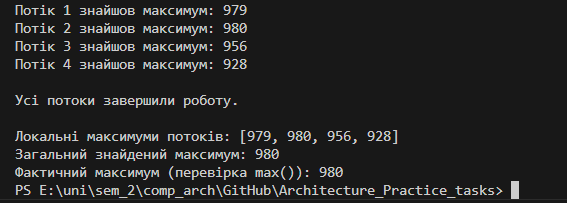 Потік 1 знайшов максимум: 979
Потік 2 знайшов максимум: 980
Потік 3 знайшов максимум: 956
Потік 4 знайшов максимум: 928
Усі потоки завершили роботу.
Локальні максимуми потоків: [979, 980, 956, 928]
Загальний знайдений максимум: 980
Фактичний максимум (перевірка max()): 980
PS E:\uni\sem_2\comp_arch\GitHub\Architecture_Practice_tasks>